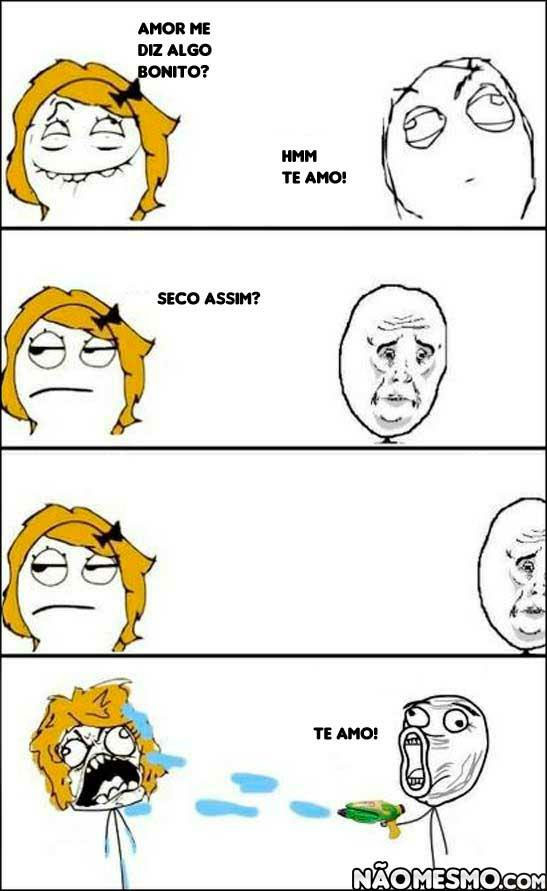 AMOR ME
DIZ ALGO
BONITO?
HMM
TE AMO!
SECO ASSIM?
TE AMO!
NÃOMESMO.COM